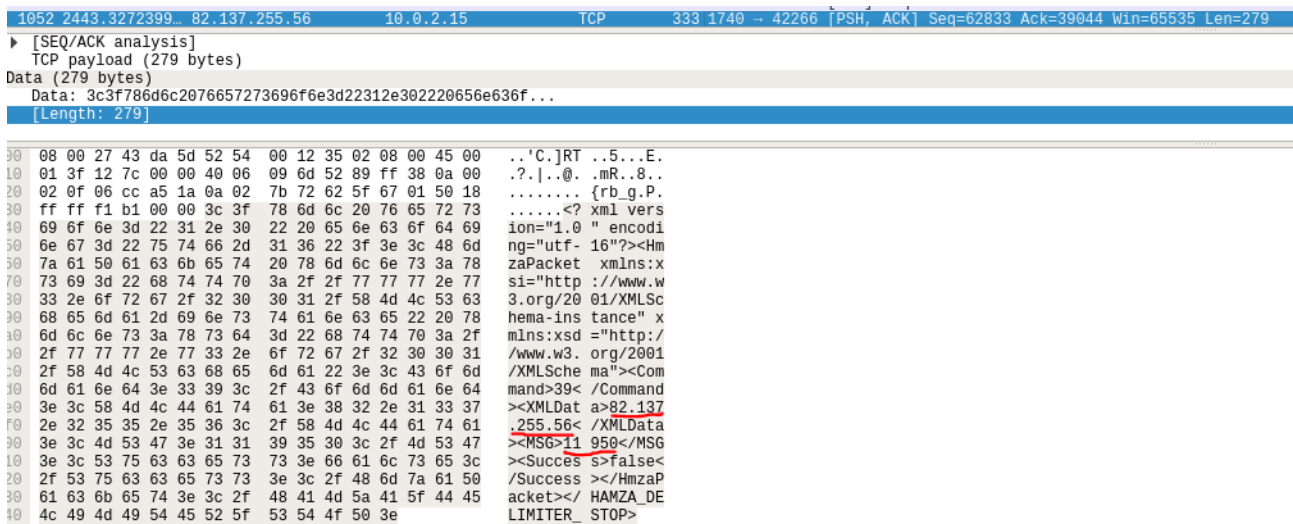 1052 2443.3272399… 82.137.255.56 10.0.2.15 TCP 333 1740 → 42266 [PSH, ACK] Seq=62833 Ack=39044 Win=65535 Len=279
[SEQ/ACK analysis]
TCP payload (279 bytes)
Data (279 bytes)
Data: 3c3f786d6c2076657273696f6e3d22312e302220656e636f...
[Length: 279]
00 08 00 27 43 da 5d 52 54 00 12 35 02 08 00 45 00 ..'C.]RT ..5...E.
10 01 3f 12 7c 00 00 40 06 09 6d 52 89 ff 38 0a 00 .?.|..@. .mR..8..
20 02 0f 06 cc a5 1a 0a 02 7b 72 62 5f 67 01 50 18 ........ {rb_g.P.
30 ff ff f1 b1 00 00 3c 3f 78 6d 6c 20 76 65 72 73 ......<? xml vers
40 69 6f 6e 3d 22 31 2e 30 22 20 65 6e 63 6f 64 69 ion="1.0 " encodi
50 6e 67 3d 22 75 74 66 2d 31 36 22 3f 3e 3c 48 6d ng="utf- 16"?><Hm
60 7a 61 50 61 63 6b 65 74 20 78 6d 6c 6e 73 3a 78 zaPacket xmlns:x
70 73 69 3d 22 68 74 74 70 3a 2f 2f 77 77 77 2e 77 si="http ://www.w
80 33 2e 6f 72 67 2f 32 30 30 31 2f 58 4d 4c 53 63 3.org/20 01/XMLSc
90 68 65 6d 61 2d 69 6e 73 74 61 6e 63 65 22 20 78 hema-ins tance" x
a0 6d 6c 6e 73 3a 78 73 64 3d 22 68 74 74 70 3a 2f mlns:xsd ="http:/
b0 2f 77 77 77 2e 77 33 2e 6f 72 67 2f 32 30 30 31 /www.w3. org/2001
c0 2f 58 4d 4c 53 63 68 65 6d 61 22 3e 3c 43 6f 6d /XMLSche ma"><Com
d0 6d 61 6e 64 3e 33 39 3c 2f 43 6f 6d 6d 61 6e 64 mand>39< /Command
e0 3e 3c 58 4d 4c 44 61 74 61 3e 38 32 2e 31 33 37 ><XMLDat a>82.137
f0 2e 32 35 35 2e 35 36 3c 2f 58 4d 4c 44 61 74 61 .255.56< /XMLData
00 3e 3c 4d 53 47 3e 31 31 39 35 30 3c 2f 4d 53 47 ><MSG>11 950</MSG
10 3e 3c 53 75 63 63 65 73 73 3e 66 61 6c 73 65 3c ><Succes s>false<
20 2f 53 75 63 63 65 73 73 3e 3c 2f 48 6d 7a 61 50 /Success ></HmzaP
30 61 63 6b 65 74 3e 3c 2f 48 41 4d 5a 41 5f 44 45 acket></ HAMZA_DE
40 4c 49 4d 49 54 45 52 5f 53 54 4f 50 3e LIMITER_ STOP>